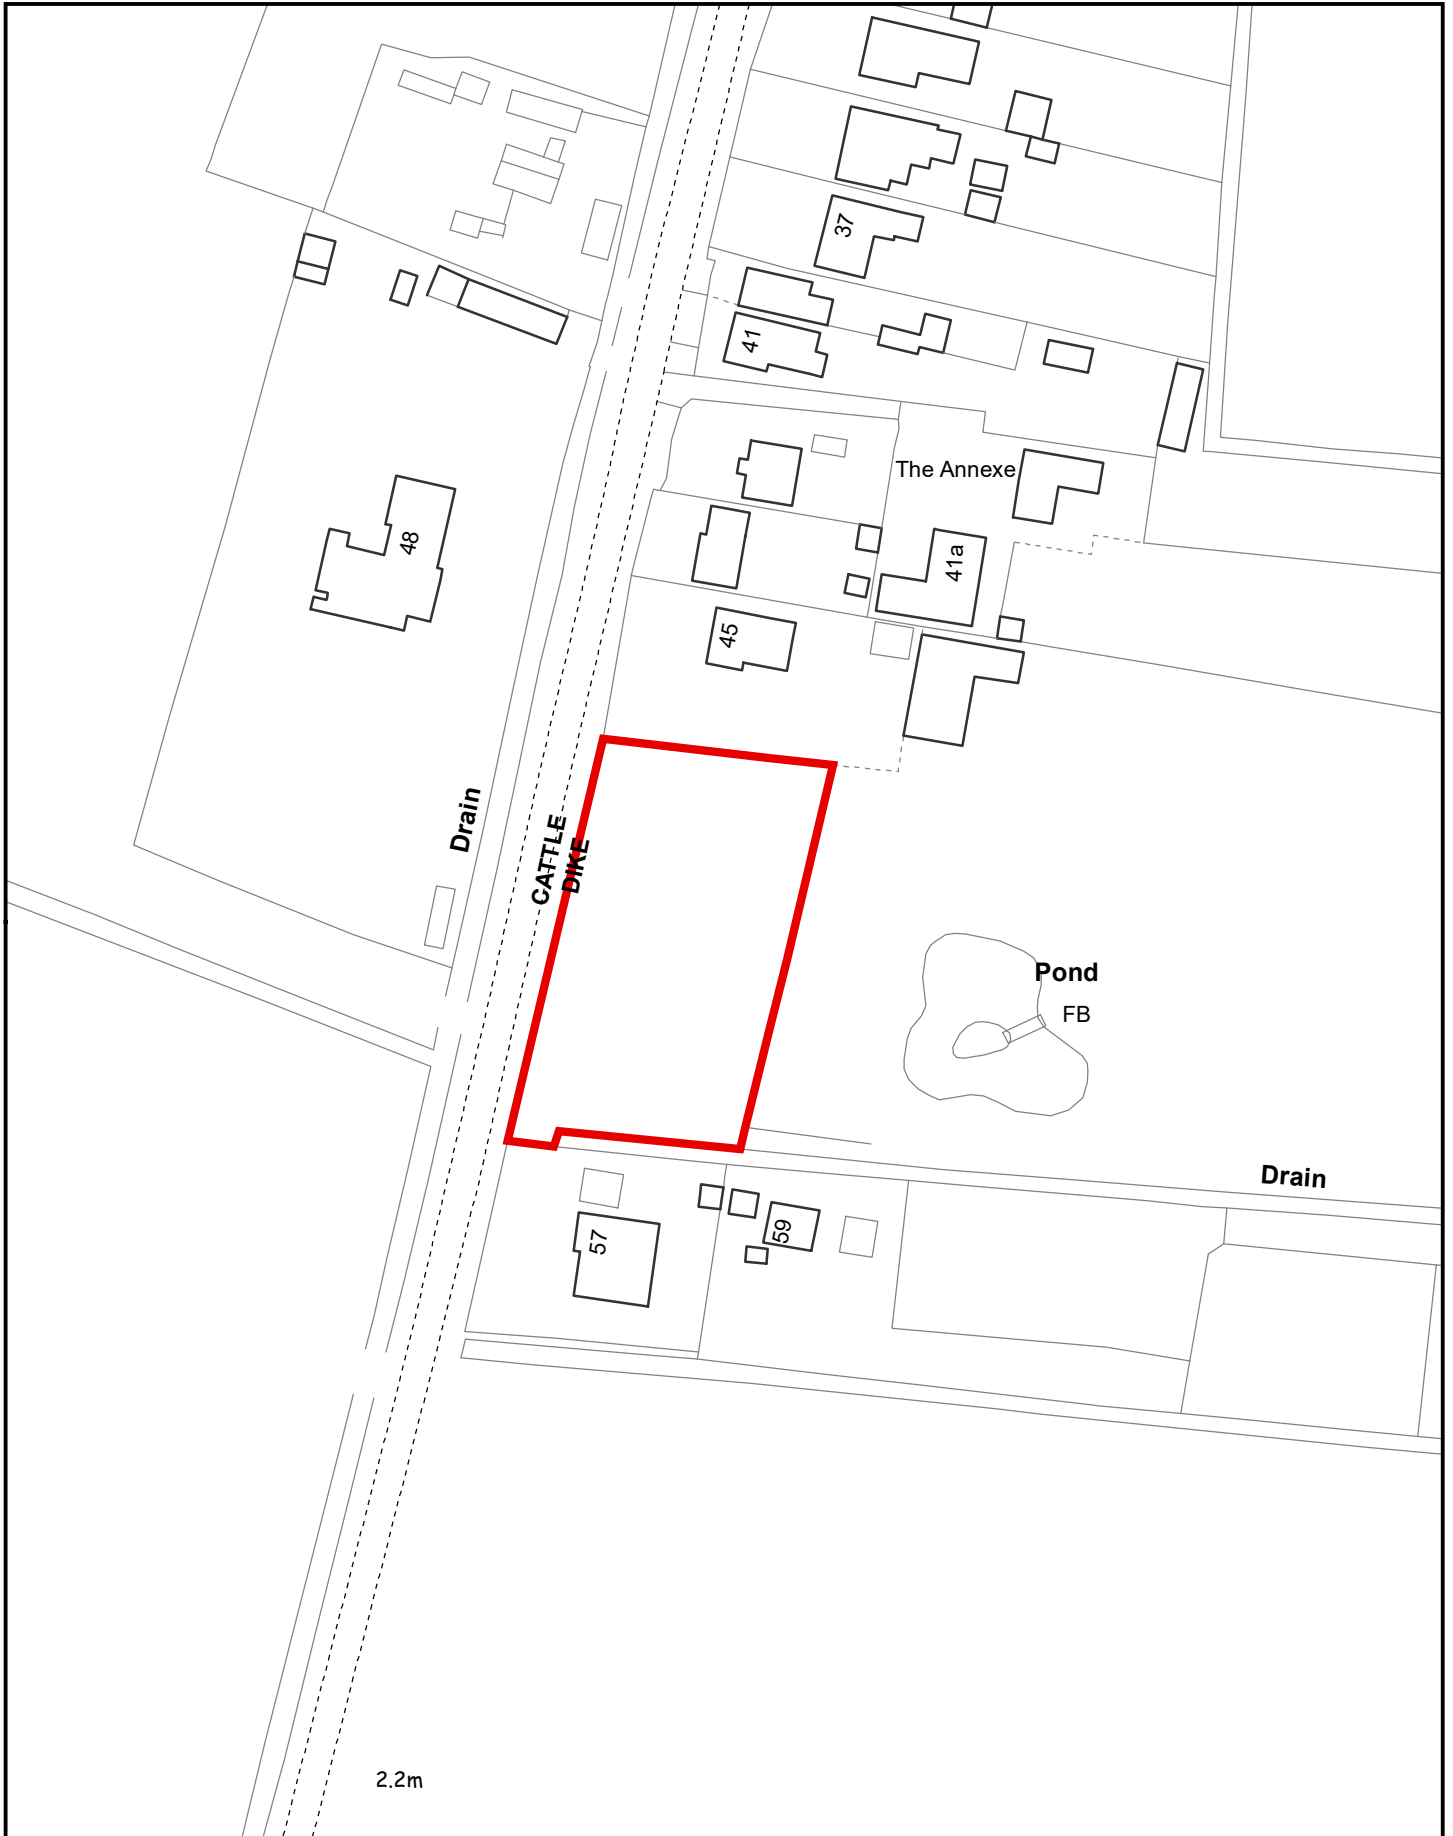 37
41
The Annexe
48
41a
45
Drain
CATTLE
DIKE
Pond
FB
Drain
57
59
2.2m